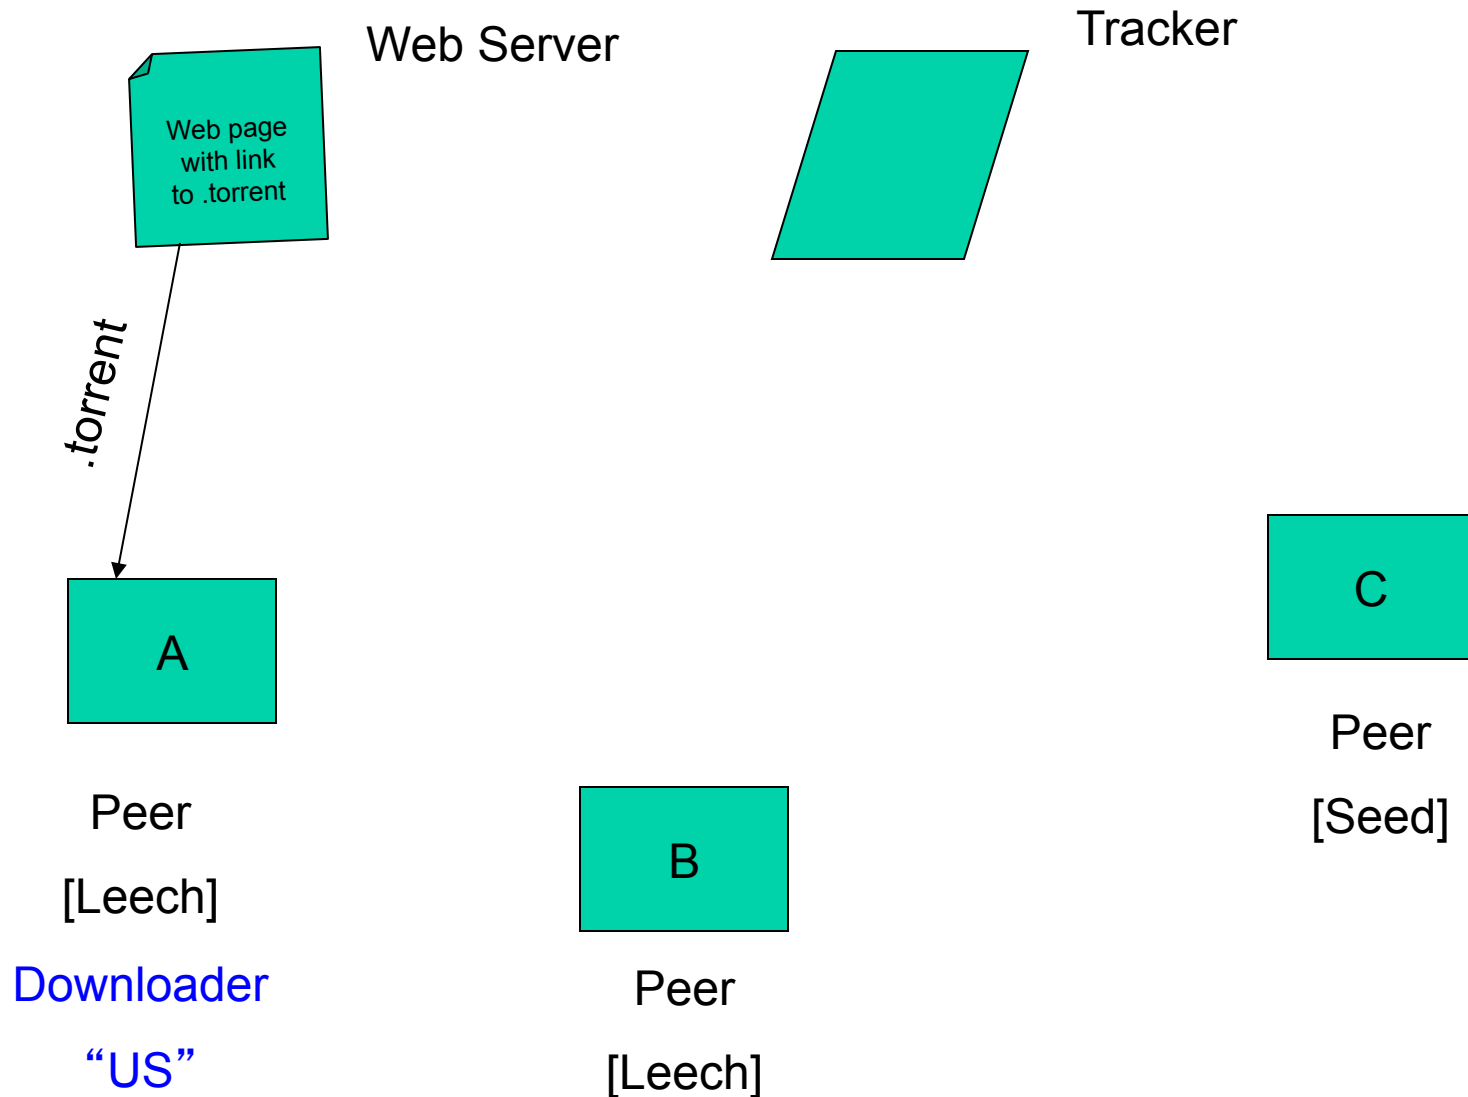 Web Server
Tracker
Web page
with link
to .torrent
.torrent
A
Peer
[Leech]
Downloader
“US”
B
Peer
[Leech]
C
Peer
[Seed]